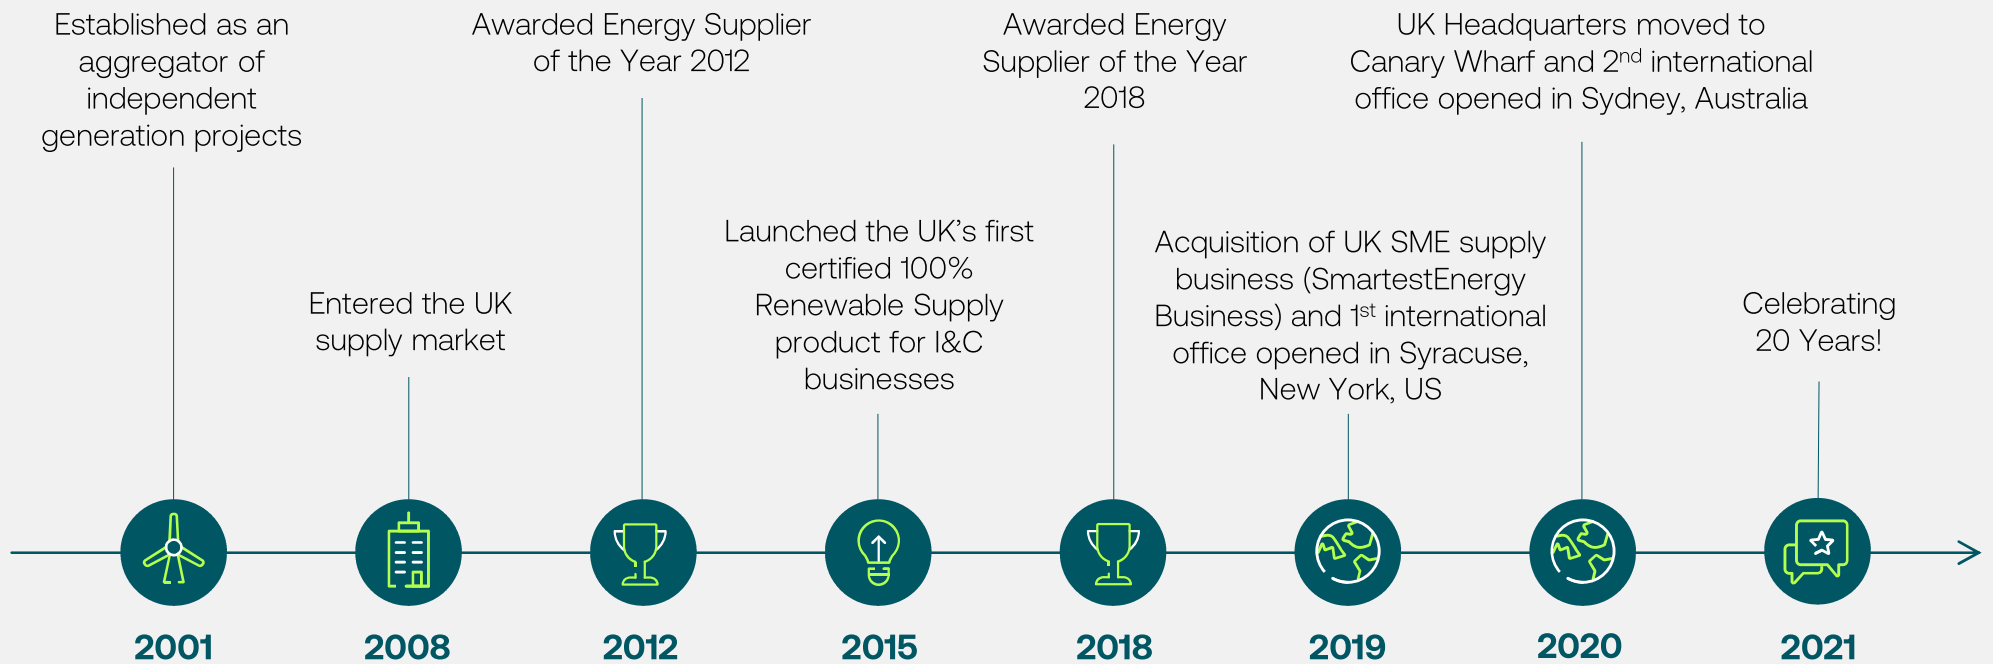 Established as an
aggregator of
independent
generation projects
Entered the UK
supply market
Awarded Energy Supplier
of the Year 2012
Launched the UK’s first
certified 100%
Renewable Supply
product for I&C
businesses
Awarded Energy
Supplier of the Year
2018
Acquisition of UK SME supply
business (SmartestEnergy
Business) and 1st international
office opened in Syracuse,
New York, US
UK Headquarters moved to
Canary Wharf and 2nd international
office opened in Sydney, Australia
Celebrating
20 Years!
2001
2008
2012
2015
2018
2019
2020
2021